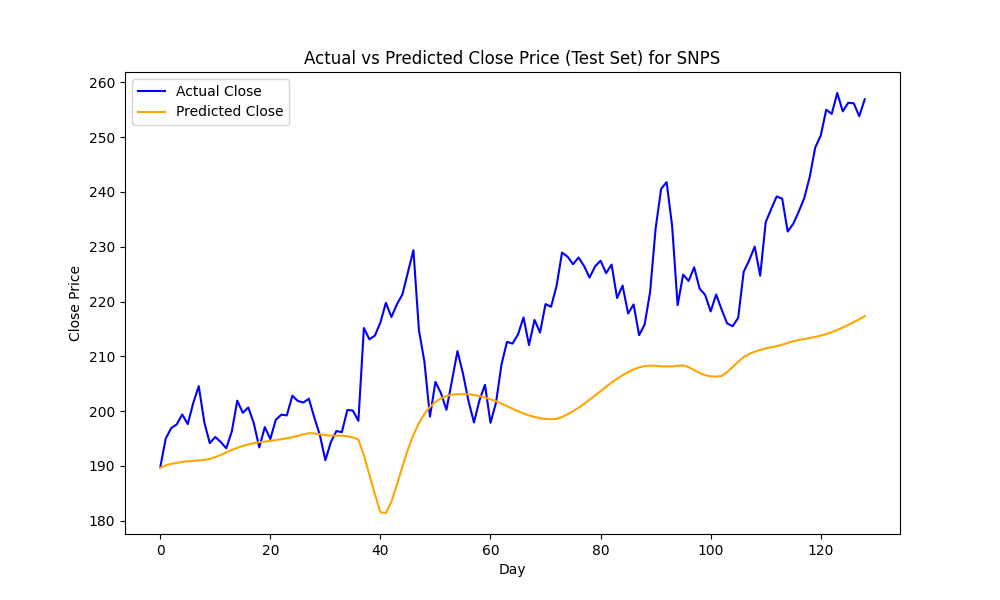 Actual vs Predicted Close Price (Test Set) for SNPS
Actual Close
Predicted Close
260
250
240
230
220
210
200
190
180
Close Price
0 20 40 60 80 100 120
Day